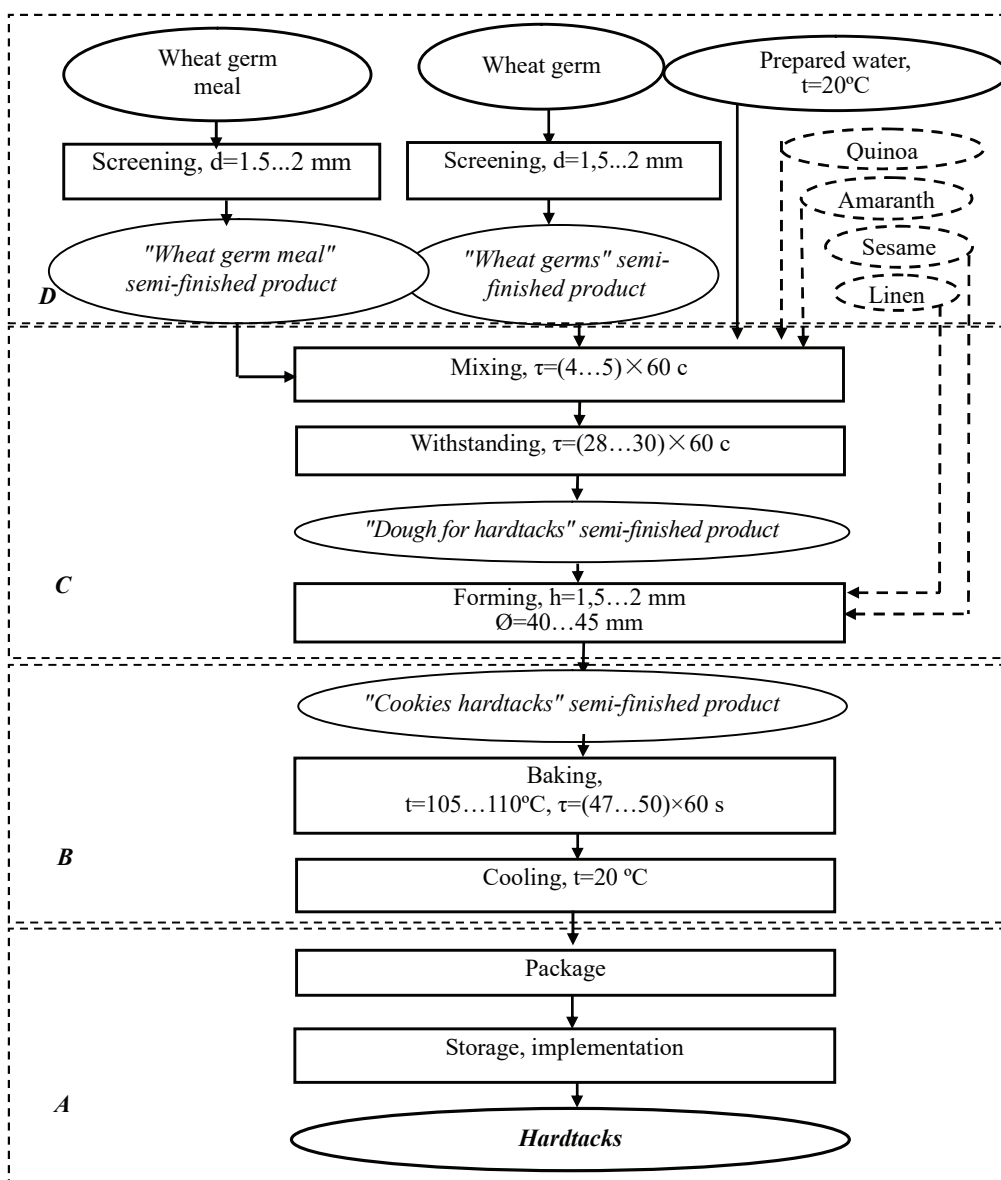 Wheat germ
meal
Wheat germ
Prepared water,
t=20ºC
Screening, d=1.5...2 mm
Screening, d=1,5...2 mm
Quinoa
Amaranth
Sesame
Linen
"Wheat germ meal"
semi-finished product
"Wheat germs" semi-
finished product
D
Mixing, τ=(4…5)×60 c
Withstanding, τ=(28…30)×60 c
"Dough for hardtacks" semi-finished product
C
Forming, h=1,5…2 mm
Ø=40…45 mm
"Cookies hardtacks" semi-finished product
Baking,
t=105…110ºC, τ=(47…50)×60 s
B
Cooling, t=20 ºC
Package
Storage, implementation
A
Hardtacks